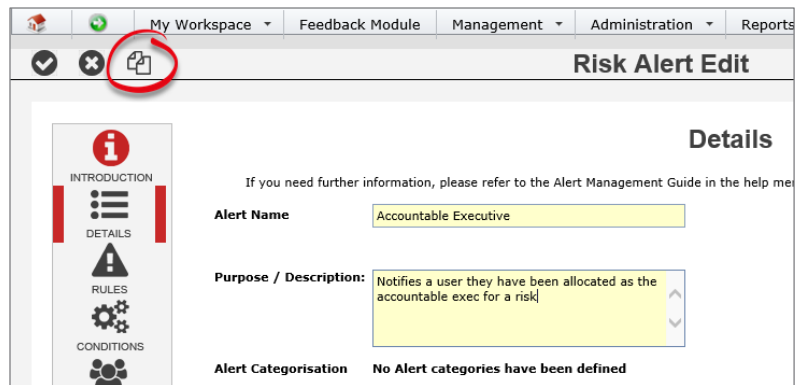 My Workspace Feedback Module Management Administration Reports
Risk Alert Edit
Details
INTRODUCTION
If you need further information, please refer to the Alert Management Guide in the help
DETAILS
Alert Name Accountable Executive
RULES
Purpose / Description: Notifies a user they have been allocated as the
accountable exec for a risk
CONDITIONS
Alert Categorisation No Alert categories have been defined